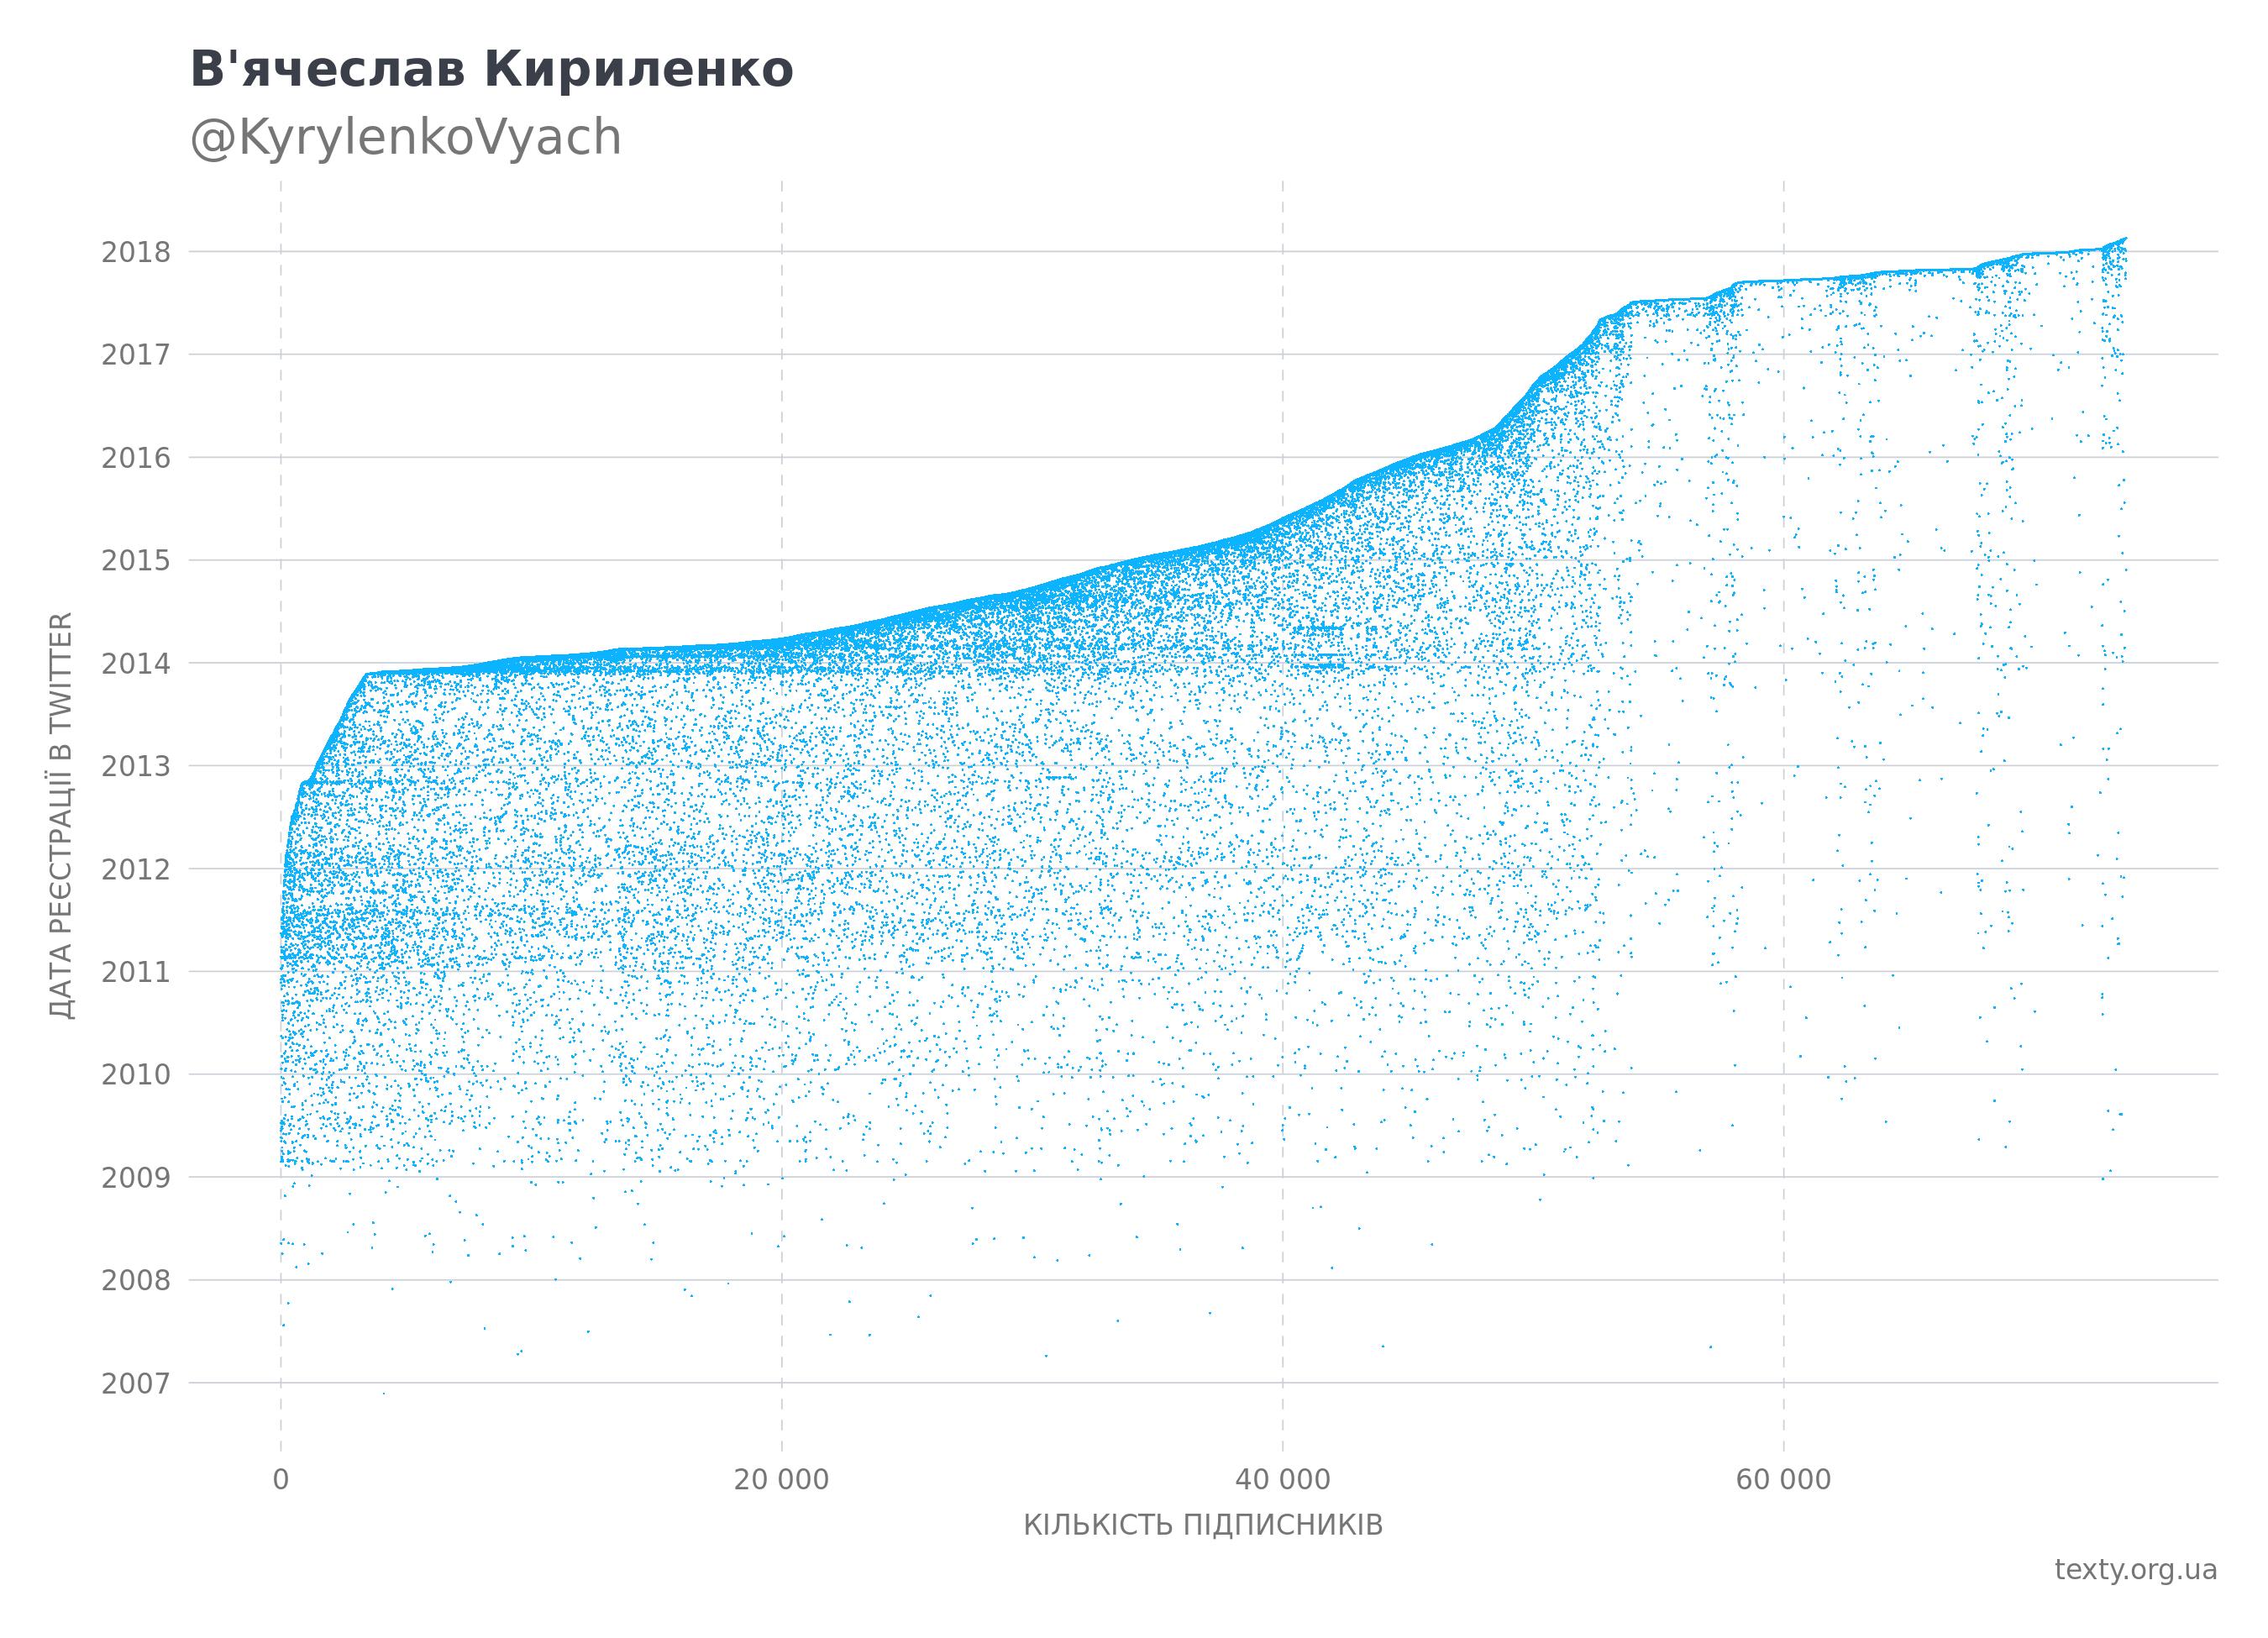 В'ячеслав Кириленко
@KyrylenkoVyach
ДАТА РЕЄСТРАЦІЇ В TWITTER
2018
2017
2016
2015
2014
2013
2012
2011
2010
2009
2008
2007
0 20 000 40 000 60 000
КІЛЬКІСТЬ ПІДПИСНИКІВ
texty.org.ua